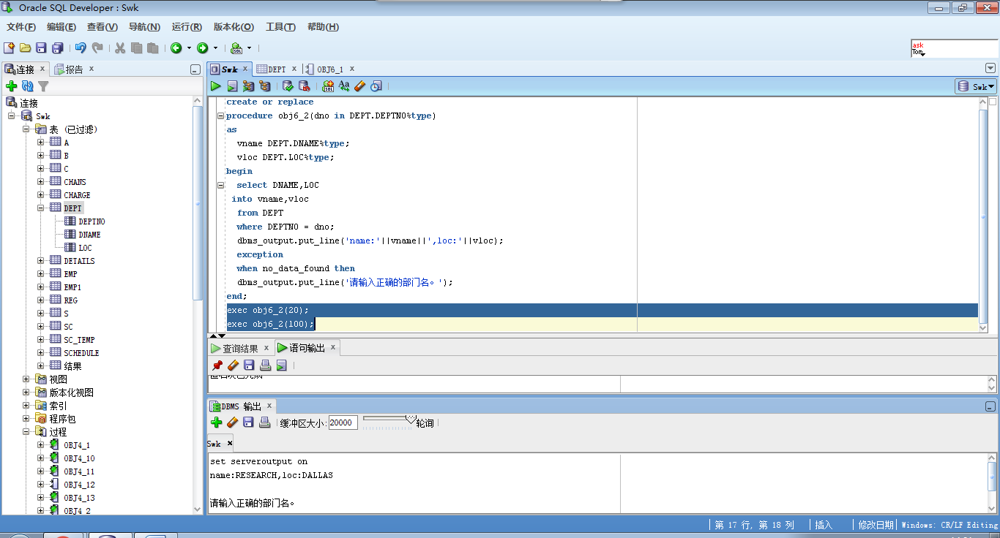 Oracle SQL Developer : Swk
文件(F) 编辑(E) 查看(V) 导航(N) 运行(R) 版本化(O) 工具(T) 帮助(H)
ask
Tom
连接 x 报告 x
Swk x DEPT x OBJ6_1 x
Swk
连接
Swk
表 (已过滤)
A
B
C
CHANS
CHARGE
DEPT
DEPTNO
DNAME
LOC
DETAILS
EMP
EMP1
REG
S
SC
SC_TEMP
SCHEDULE
结果
视图
版本化视图
索引
程序包
过程
OBJ4_1
OBJ4_10
OBJ4_11
OBJ4_12
OBJ4_13
OBJ4_2
create or replace
procedure obj6_2(dno in DEPT.DEPTNO%type)
as
vname DEPT.DNAME%type;
vloc DEPT.LOC%type;
begin
select DNAME,LOC
into vname,vloc
from DEPT
where DEPTNO = dno;
dbms_output.put_line('name:'||vname||',loc:'||vloc);
exception
when no_data_found then
dbms_output.put_line('请输入正确的部门名。');
end;
exec obj6_2(20);
exec obj6_2(100);
查询结果 x 语句输出 x
DBMS 输出 x
缓冲区大小: 20000 轮询
Swk x
set serveroutput on
name:RESEARCH,loc:DALLAS
请输入正确的部门名。
第 17 行, 第 18 列 插入 修改日期 Windows: CR/LF Editing